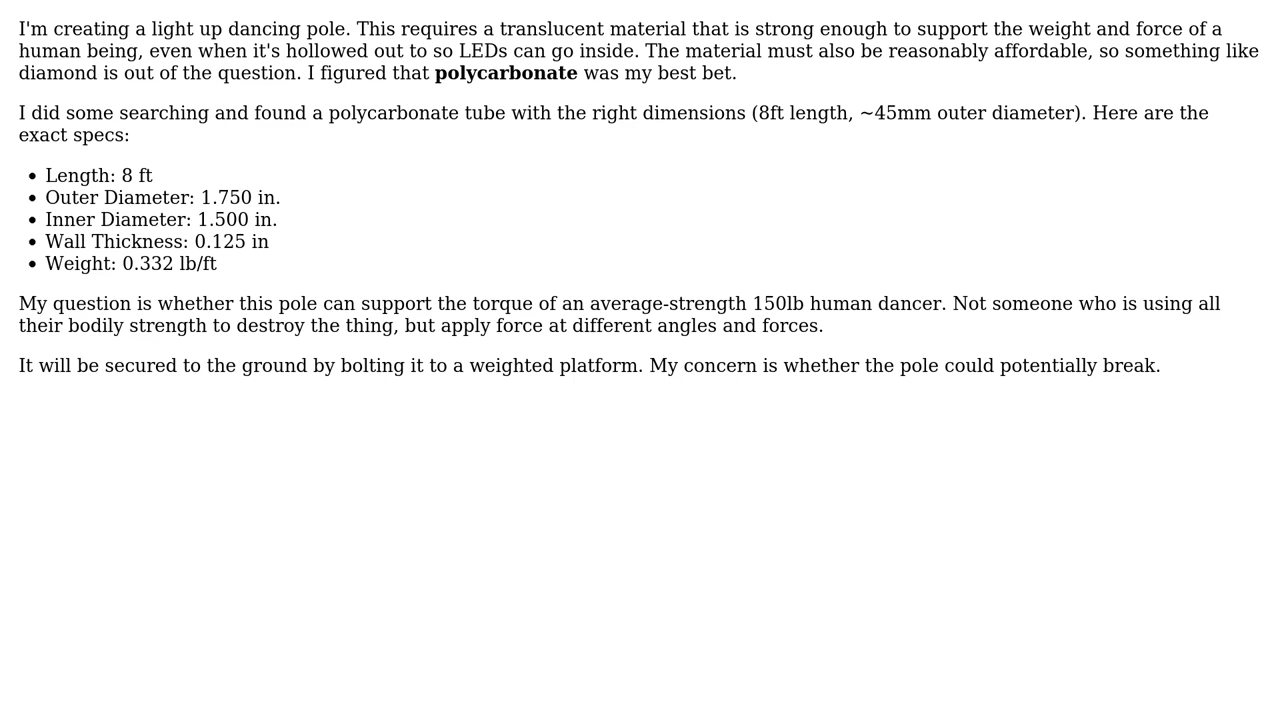 I'm creating a light up dancing pole. This requires a translucent material that is strong enough to support the weight and force of a
human being, even when it's hollowed out to so LEDs can go inside. The material must also be reasonably affordable, so something like
diamond is out of the question. I figured that polycarbonate was my best bet.
I did some searching and found a polycarbonate tube with the right dimensions (8ft length, ~45mm outer diameter). Here are the
exact specs:
• Length: 8 ft
• Outer Diameter: 1.750 in.
• Inner Diameter: 1.500 in.
• Wall Thickness: 0.125 in
• Weight: 0.332 lb/ft
My question is whether this pole can support the torque of an average-strength 150lb human dancer. Not someone who is using all
their bodily strength to destroy the thing, but apply force at different angles and forces.
It will be secured to the ground by bolting it to a weighted platform. My concern is whether the pole could potentially break.